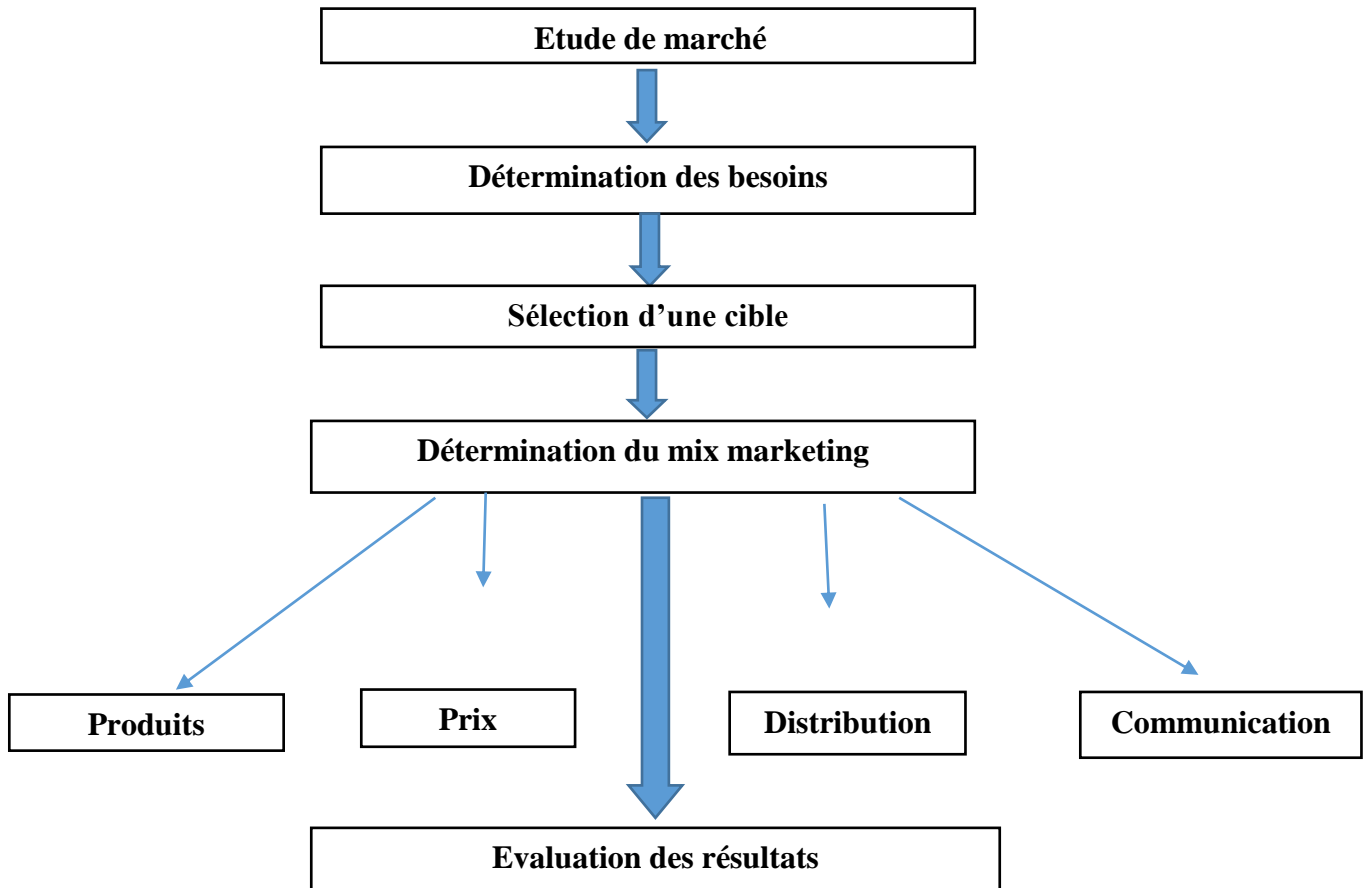 Etude de marché
Détermination des besoins
Sélection d’une cible
Détermination du mix marketing
Produits
Prix
Distribution
Communication
Evaluation des résultats